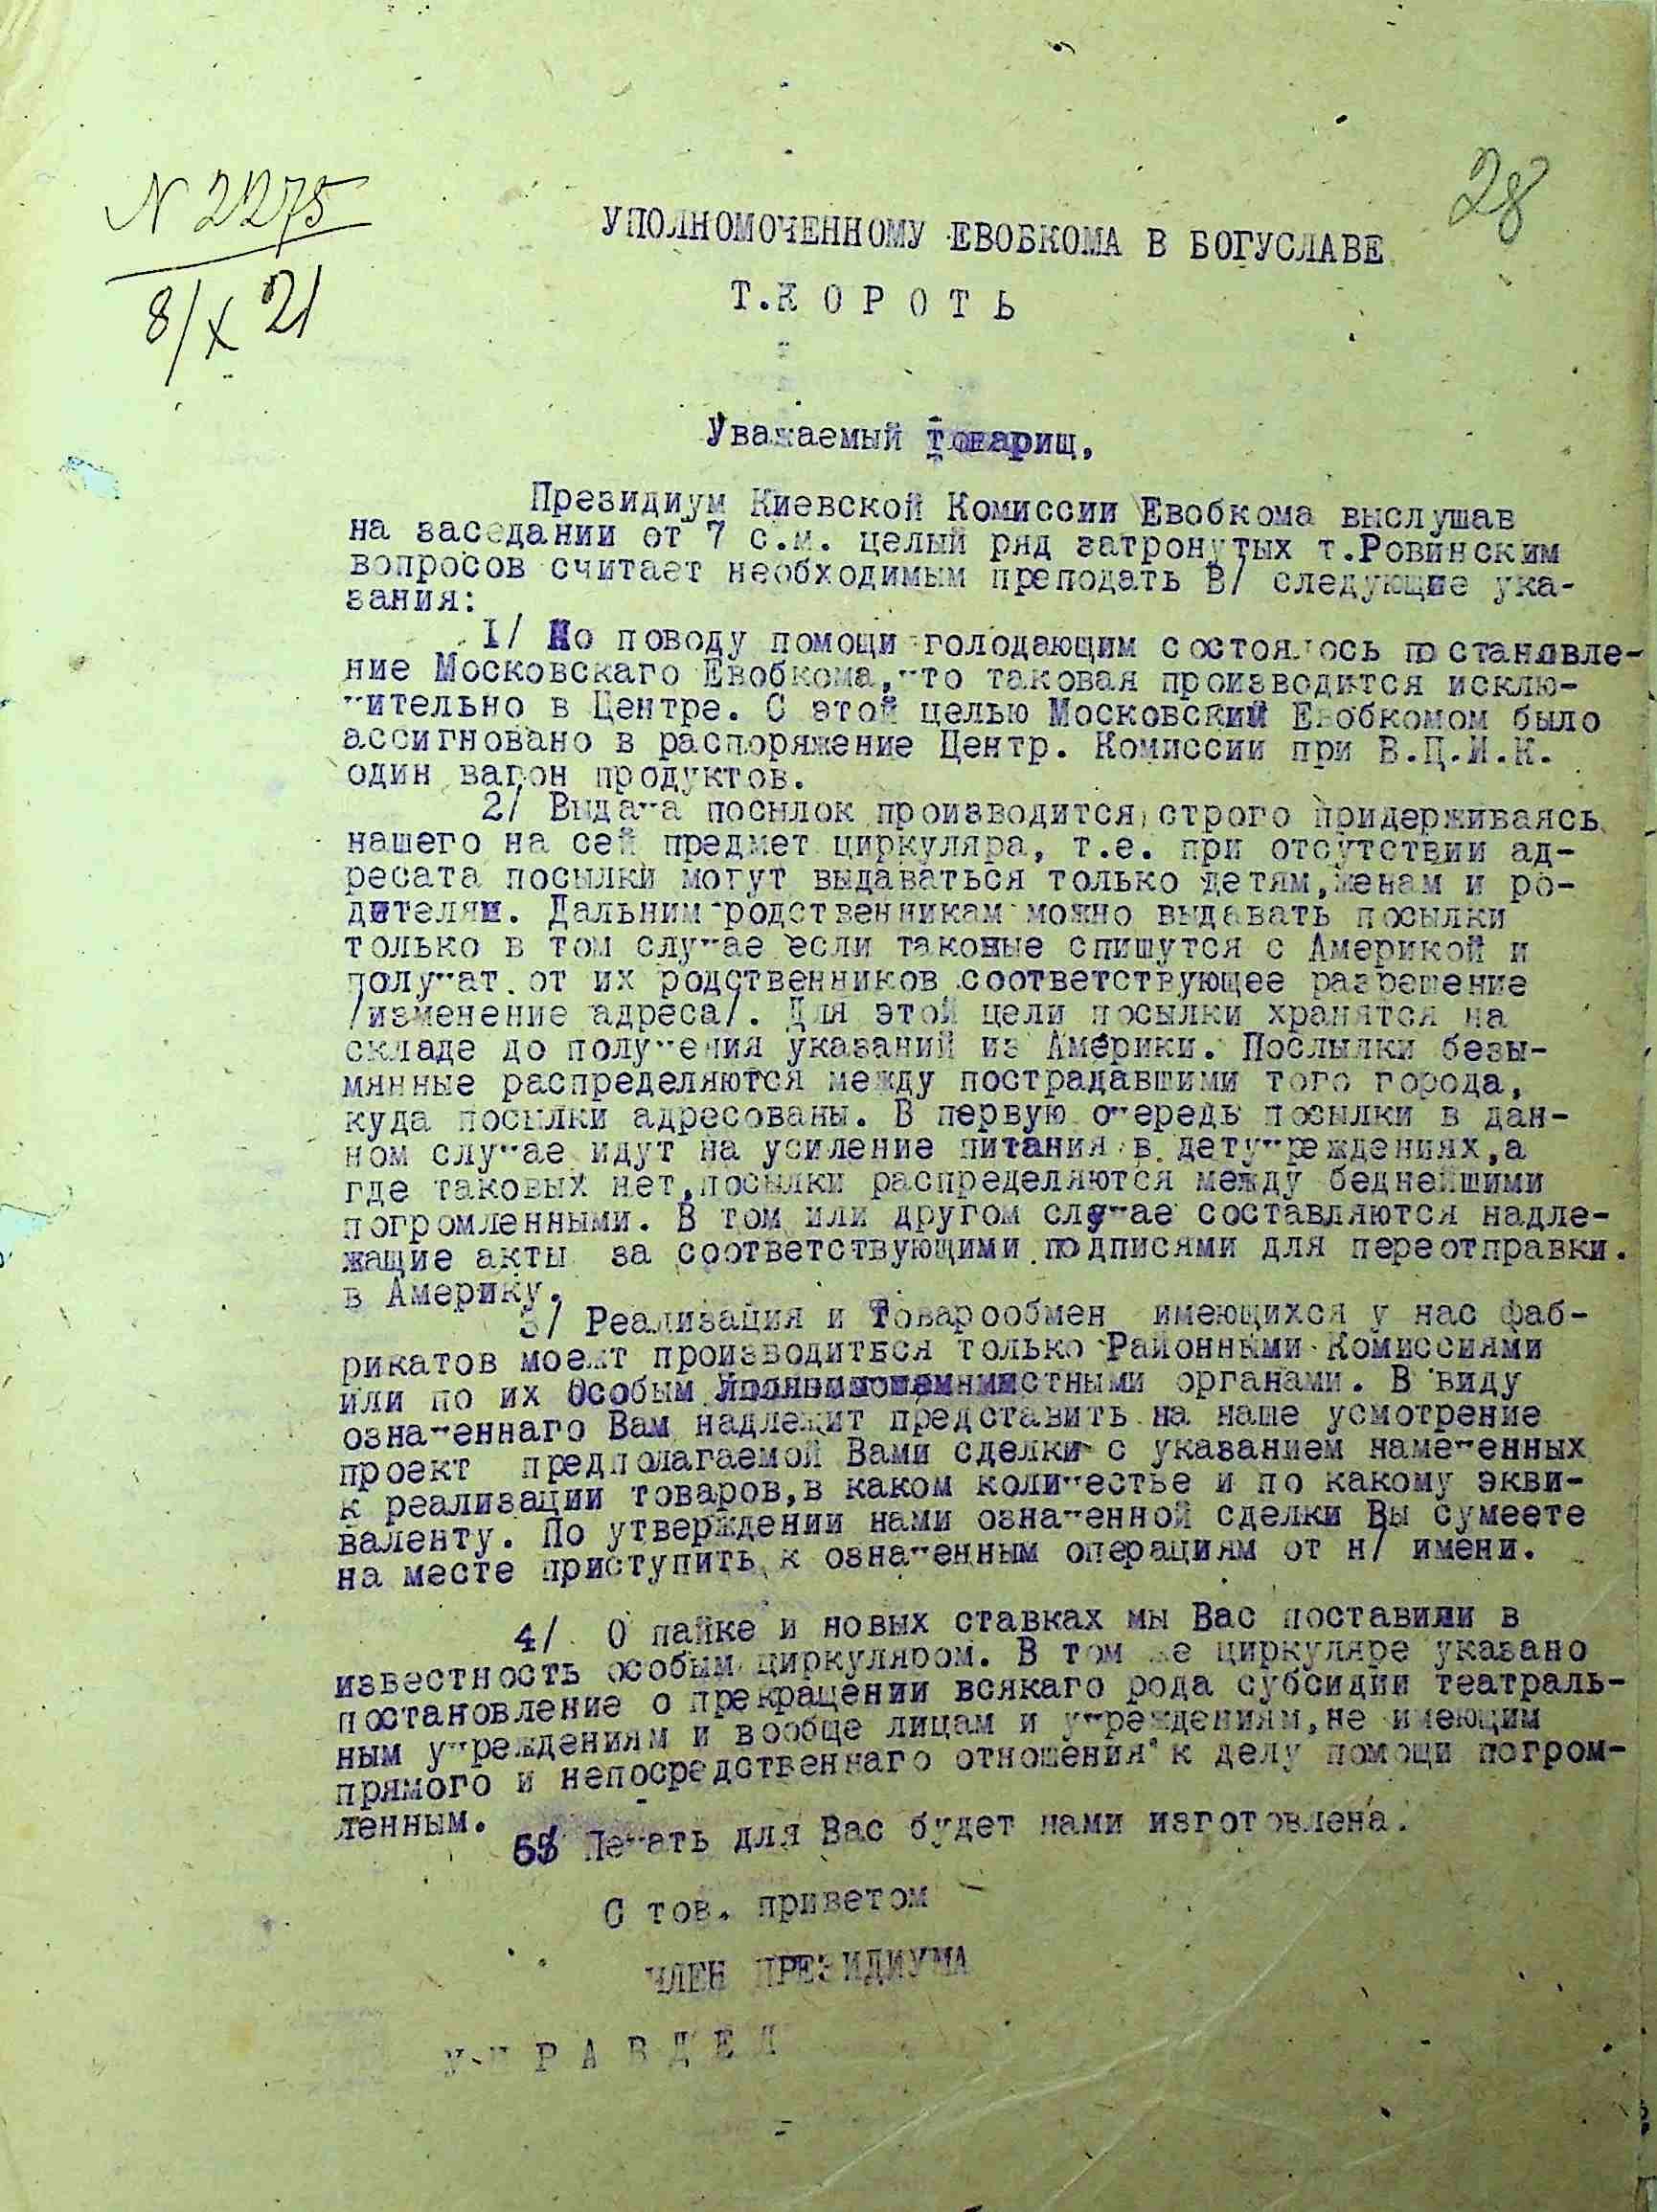 N 2275
8/X 21
28
УПОЛНОМОЧЕННОМУ ЕВОБКОМА В БОГУСЛАВЕ
Т.К О Р О Т Ь
Уважаемый товарищ,
Президиум Киевской Комиссии Евобкома выслушав
на заседании от 7 с.м. целый ряд затронутых т.Ровинским
вопросов считает необходимым преподать В/ следующие ука-
зания:
1/ По поводу помощи голодающим состоялось постановле-
ние Московскаго Евобкома, что таковая производится исклю-
чительно в Центре. С этой целью Московский Евобкомом было
ассигновано в распоряжение Центр. Комиссии при В.Ц.И.К.
один вагон продуктов.
2/ Выдача посылок производится строго придерживаясь
нашего на сей предмет циркуляра, т.е. при отсутствии ад-
ресата посылки могут выдаваться только детям,женам и ро-
дителям. Дальним родственникам можно выдавать посылки
только в том случае если таковые спишутся с Америкой и
получат от их родственников соответствующее разрешение
/изменение адреса/. Для этой цели посылки хранятся на
складе до получения указаний из Америки. Послылки безы-
мянные распределяются между пострадавшими того города,
куда посылки адресованы. В первую очередь посылки в дан-
ном случае идут на усиление питания в детучреждениях,а
где таковых нет,посылки распределяются между беднейшими
погромленными. В том или другом случае составляются надле-
жащие акты за соответствующими подписями для переотправки
в Америку.
3/ Реализация и Товарообмен имеющихся у нас фаб-
рикатов может производиться только Районными Комиссиями
или по их Особым местными органами. В виду
означеннаго Вам надлежит представить на наше усмотрение
проект предполагаемой Вами сделки с указанием намеченных
к реализации товаров,в каком количестве и по какому экви-
валенту. По утверждении нами означенной сделки Вы сумеете
на месте приступить к означенным операциям от н/ имени.
4/ О пайке и новых ставках мы Вас поставили в
известность особым циркуляром. В том же циркуляре указано
постановление о прекращении всякаго рода субсидии театраль-
ным учреждениям и вообще лицам и учреждениям,не имеющим
прямого и непосредственнаго отношения к делу помощи погром-
ленным.
5/ Печать для Вас будет нами изготовлена.
С тов. приветом
ЧЛЕН ПРЕЗИДИУМА
У П Р А В Д Е Л